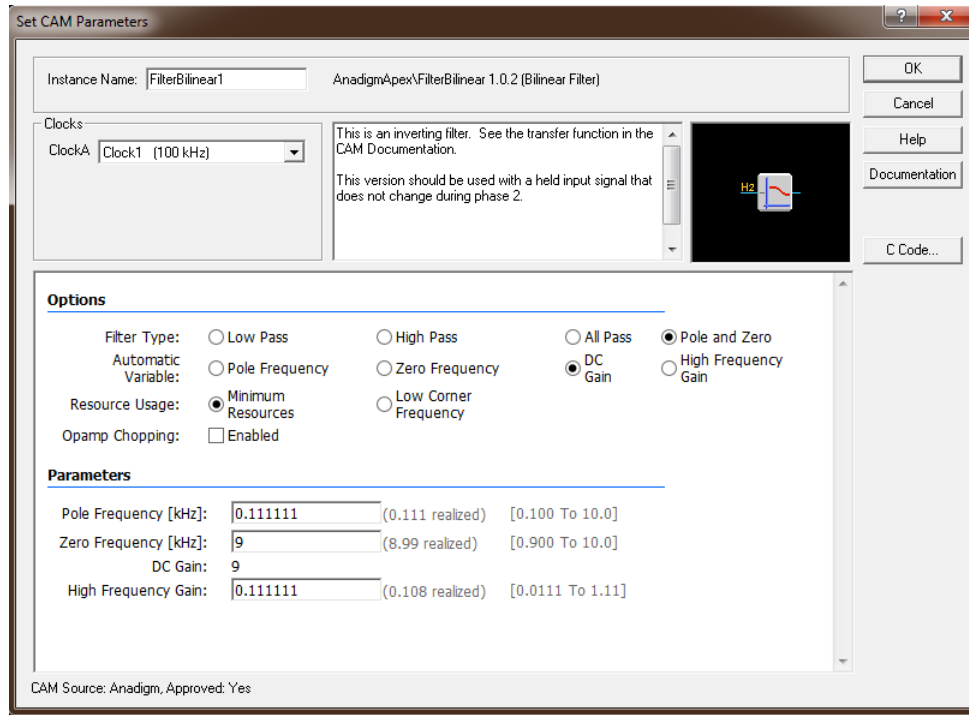 Set CAM Parameters
Instance Name: FilterBilinear1 AnadigmApex\FilterBilinear 1.0.2 (Bilinear Filter)
OK
Cancel
Help
Documentation
C Code...
Clocks
ClockA Clock1 (100 kHz)
This is an inverting filter. See the transfer function in the
CAM Documentation.
This version should be used with a held input signal that
does not change during phase 2.
H2
Options
Filter Type: Low Pass High Pass All Pass Pole and Zero
Automatic Variable: Pole Frequency Zero Frequency DC Gain High Frequency Gain
Resource Usage: Minimum Resources Low Corner Frequency
Opamp Chopping: Enabled
Parameters
Pole Frequency [kHz]: 0.111111 (0.111 realized) [0.100 To 10.0]
Zero Frequency [kHz]: 9 (8.99 realized) [0.900 To 10.0]
DC Gain: 9
High Frequency Gain: 0.111111 (0.108 realized) [0.0111 To 1.11]
CAM Source: Anadigm, Approved: Yes